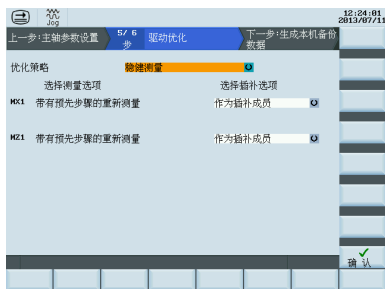 Jog
12:24:01
2013/07/11
上一步:主轴参数设置
5/6
步
驱动优化
下一步:生成本机备份数据
优化策略
稳健测量
选择测量选项
选择插补选项
MX1 带有预先步骤的重新测量 作为插补成员
MZ1 带有预先步骤的重新测量 作为插补成员
确 认